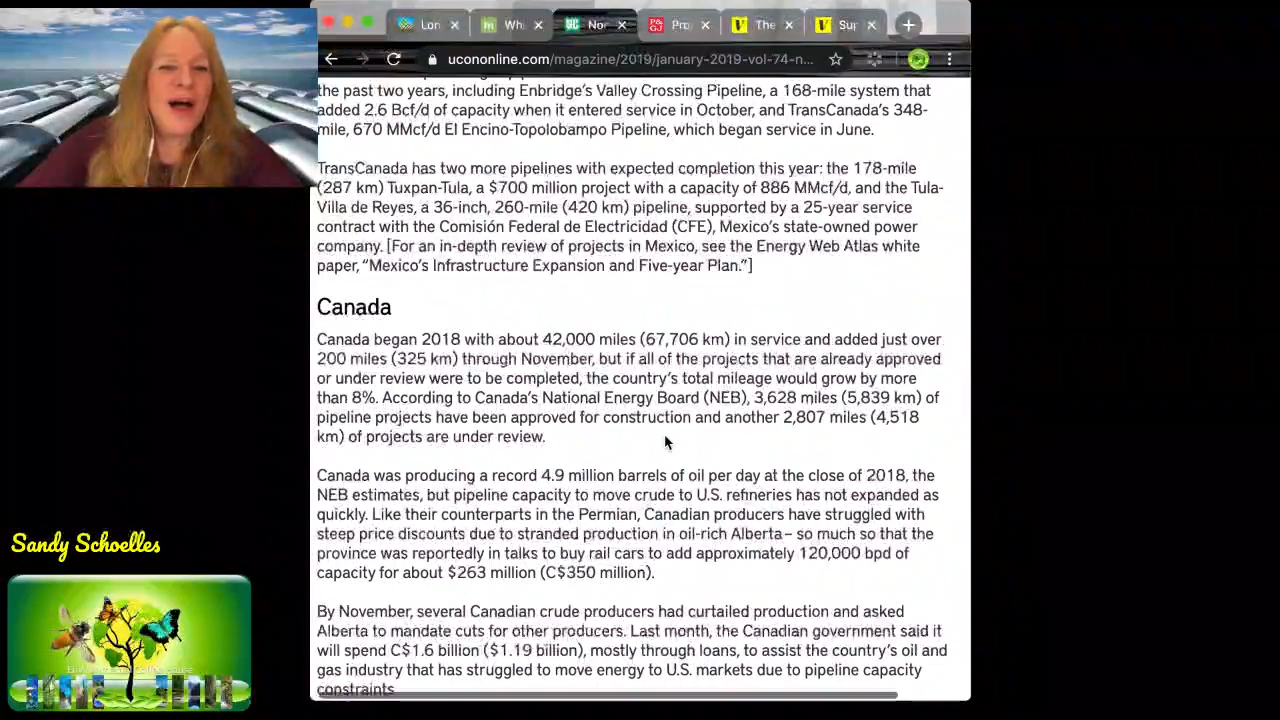 Lon
Wh
Nor
P&GJ
Pro
The
Sup
ucononline.com/magazine/2019/january-2019-vol-74-n...
the past two years, including Enbridge's Valley Crossing Pipeline, a 168-mile system that
added 2.6 Bcf/d of capacity when it entered service in October, and TransCanada's 348-
mile, 670 MMcf/d El Encino-Topolobampo Pipeline, which began service in June.
TransCanada has two more pipelines with expected completion this year: the 178-mile
(287 km) Tuxpan-Tula, a $700 million project with a capacity of 886 MMcf/d, and the Tula-
Villa de Reyes, a 36-inch, 260-mile (420 km) pipeline, supported by a 25-year service
contract with the Comisión Federal de Electricidad (CFE), Mexico's state-owned power
company. [For an in-depth review of projects in Mexico, see the Energy Web Atlas white
paper, “Mexico's Infrastructure Expansion and Five-year Plan.”]
Canada
Canada began 2018 with about 42,000 miles (67,706 km) in service and added just over
200 miles (325 km) through November, but if all of the projects that are already approved
or under review were to be completed, the country's total mileage would grow by more
than 8%. According to Canada's National Energy Board (NEB), 3,628 miles (5,839 km) of
pipeline projects have been approved for construction and another 2,807 miles (4,518
km) of projects are under review.
Canada was producing a record 4.9 million barrels of oil per day at the close of 2018, the
NEB estimates, but pipeline capacity to move crude to U.S. refineries has not expanded as
quickly. Like their counterparts in the Permian, Canadian producers have struggled with
steep price discounts due to stranded production in oil-rich Alberta – so much so that the
province was reportedly in talks to buy rail cars to add approximately 120,000 bpd of
capacity for about $263 million (C$350 million).
By November, several Canadian crude producers had curtailed production and asked
Alberta to mandate cuts for other producers. Last month, the Canadian government said it
will spend C$1.6 billion ($1.19 billion), mostly through loans, to assist the country's oil and
gas industry that has struggled to move energy to U.S. markets due to pipeline capacity
constraints
Sandy Schoelles